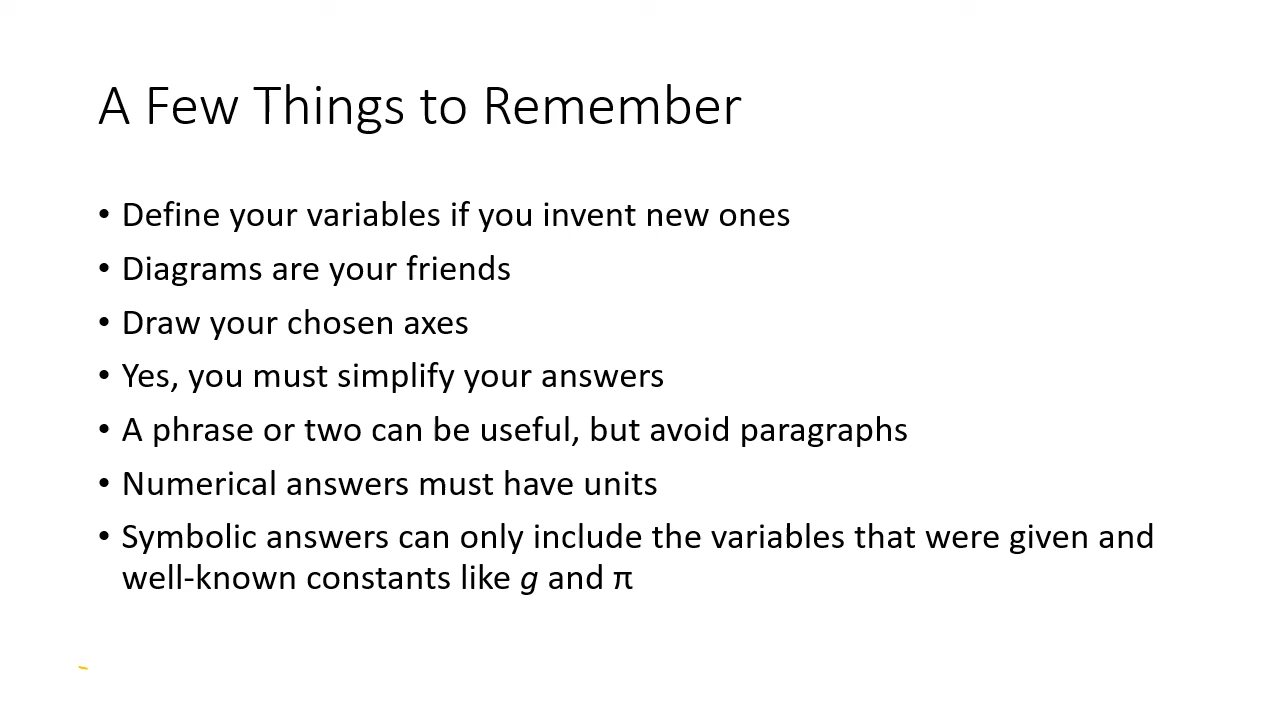 A Few Things to Remember
• Define your variables if you invent new ones
• Diagrams are your friends
• Draw your chosen axes
• Yes, you must simplify your answers
• A phrase or two can be useful, but avoid paragraphs
• Numerical answers must have units
• Symbolic answers can only include the variables that were given and
well-known constants like g and π